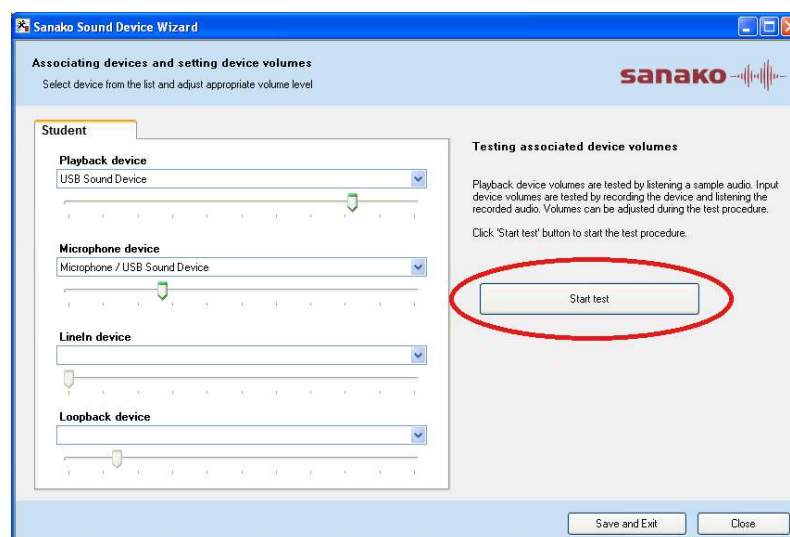 Sanako Sound Device Wizard
Associating devices and setting device volumes
Select device from the list and adjust appropriate volume level
sanako
Student
Playback device
USB Sound Device
Microphone device
Microphone / USB Sound Device
LineIn device
Loopback device
Testing associated device volumes
Playback device volumes are tested by listening a sample audio. Input
device volumes are tested by recording the device and listening the
recorded audio. Volumes can be adjusted during the test procedure.
Click 'Start test' button to start the test procedure.
Start test
Save and Exit
Close